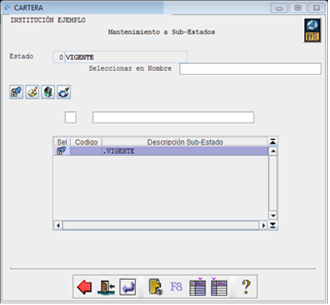 CARTERA
INSTITUCIÓN EJEMPLO
Mantenimiento a Sub-Estados
Estado 0 VIGENTE
Seleccionar en Nombre
Sel Codigo Descripción Sub-Estado
.VIGENTE
F8 ?